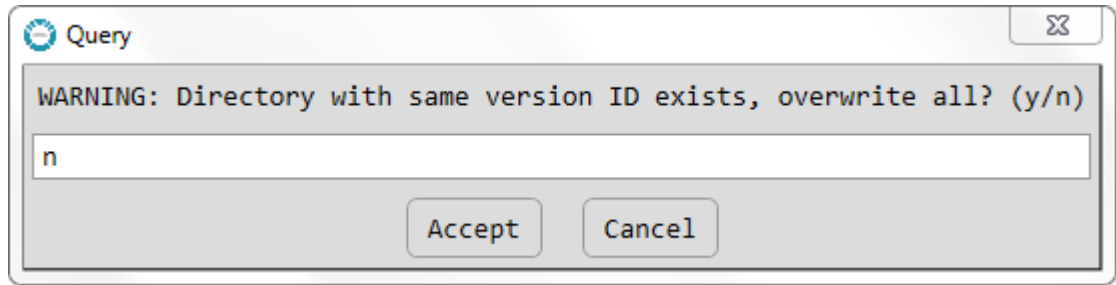 Query
WARNING: Directory with same version ID exists, overwrite all? (y/n)
n
Accept Cancel